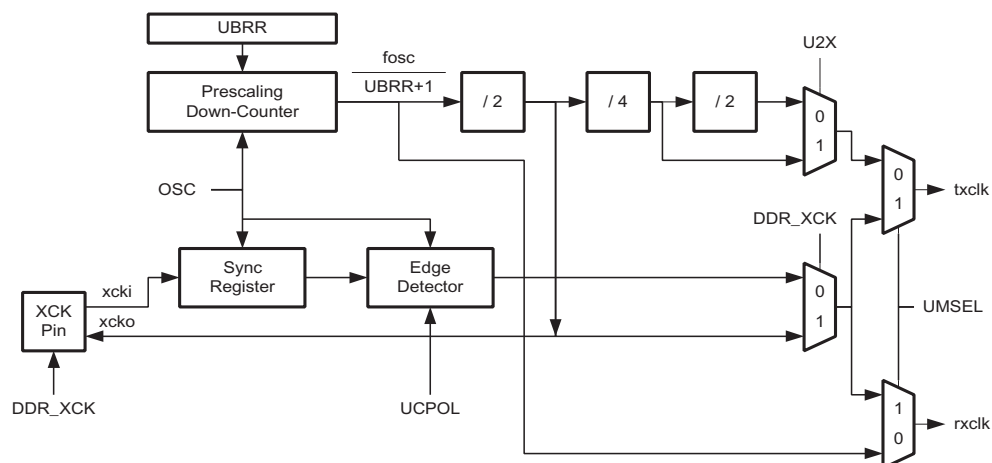 UBRR
U2X
fosc
Prescaling
Down-Counter
UBRR+1
/ 2
/ 4
/ 2
0
1
OSC
0
1
txclk
DDR_XCK
Sync
Register
Edge
Detector
xcki
0
1
UMSEL
XCK
Pin
xcko
DDR_XCK
UCPOL
1
0
rxclk